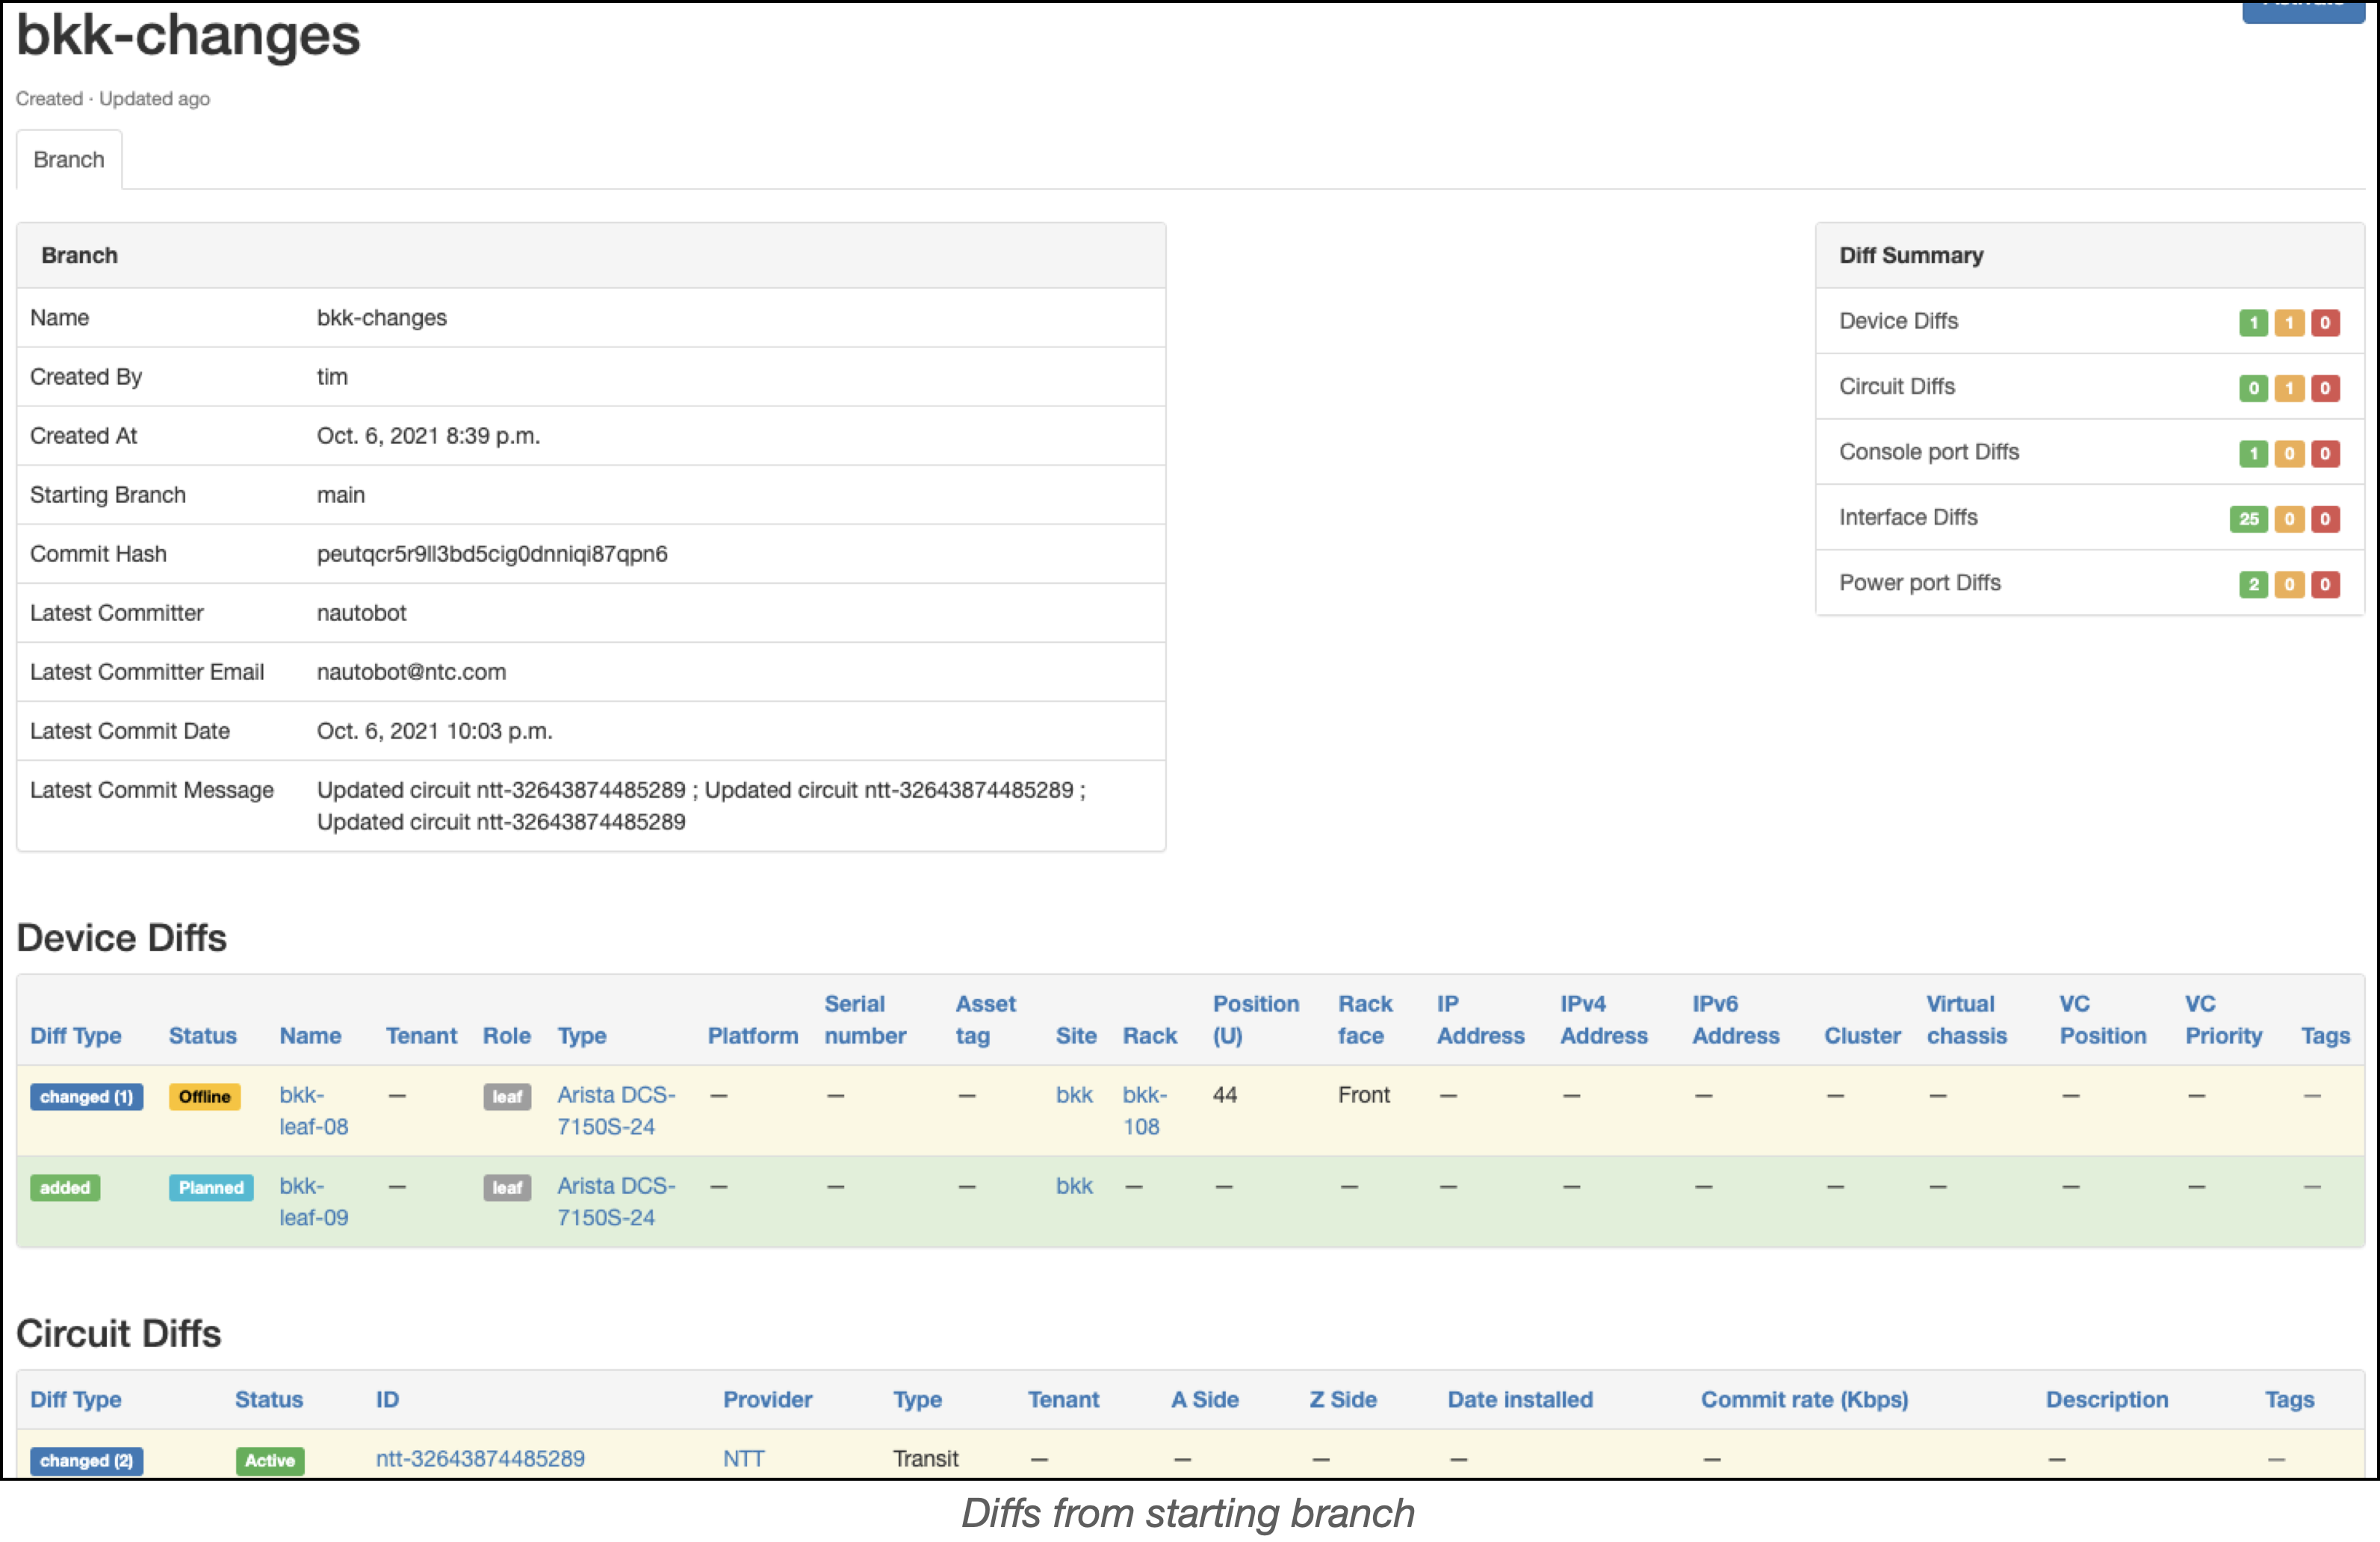 bkk-changes
Created · Updated ago
Branch
Branch
Name bkk-changes
Created By tim
Created At Oct. 6, 2021 8:39 p.m.
Starting Branch main
Commit Hash peutqcr5r9ll3bd5cig0dnniqi87qpn6
Latest Committer nautobot
Latest Committer Email nautobot@ntc.com
Latest Commit Date Oct. 6, 2021 10:03 p.m.
Latest Commit Message Updated circuit ntt-32643874485289 ; Updated circuit ntt-32643874485289 ;
Updated circuit ntt-32643874485289
Diff Summary
Device Diffs 1 1 0
Circuit Diffs 0 1 0
Console port Diffs 1 0 0
Interface Diffs 25 0 0
Power port Diffs 2 0 0
Device Diffs
Diff Type Status Name Tenant Role Type Platform Serial number Asset tag Site Rack Position (U) Rack face IP Address IPv4 Address IPv6 Address Cluster Virtual chassis VC Position VC Priority Tags
changed (1) Offline bkk-leaf-08 — leaf Arista DCS-7150S-24 — — — bkk bkk-108 44 Front — — — — — — — —
added Planned bkk-leaf-09 — leaf Arista DCS-7150S-24 — — — bkk — — — — — — — — — — —
Circuit Diffs
Diff Type Status ID Provider Type Tenant A Side Z Side Date installed Commit rate (Kbps) Description Tags
changed (2) Active ntt-32643874485289 NTT Transit — — — — — — —
Diffs from starting branch